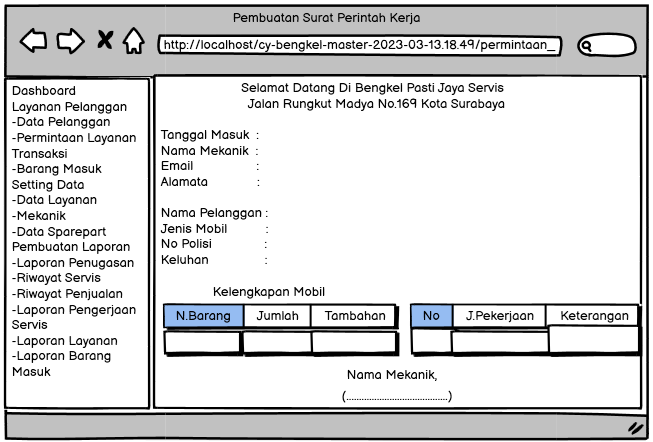 Pembuatan Surat Perintah Kerja
http://localhost/cy-bengkel-master-2023-03-13.18.49/permintaan_
Dashboard
Layanan Pelanggan
-Data Pelanggan
-Permintaan Layanan
Transaksi
-Barang Masuk
Setting Data
-Data Layanan
-Mekanik
-Data Sparepart
Pembuatan Laporan
-Laporan Penugasan
-Riwaya Servis
-Riwaya Penjualan
-Laporan Pengerjaan
Servis
-Laporan Layanan
-Laporan Barang
Masuk
Selamat Datang Di Bengkel Pasti Jaya Servis
Jalan Rungkut Madya No.169 Kota Surabaya
Tanggal Masuk :
Nama Mekanik :
Email :
Alamata :
Nama Pelanggan :
Jenis Mobil :
No Polisi :
Keluhan :
Kelengkapan Mobil
N.Barang Jumlah Tambahan
No J.Pekerjaan Keterangan
Nama Mekanik,
(..........................................)